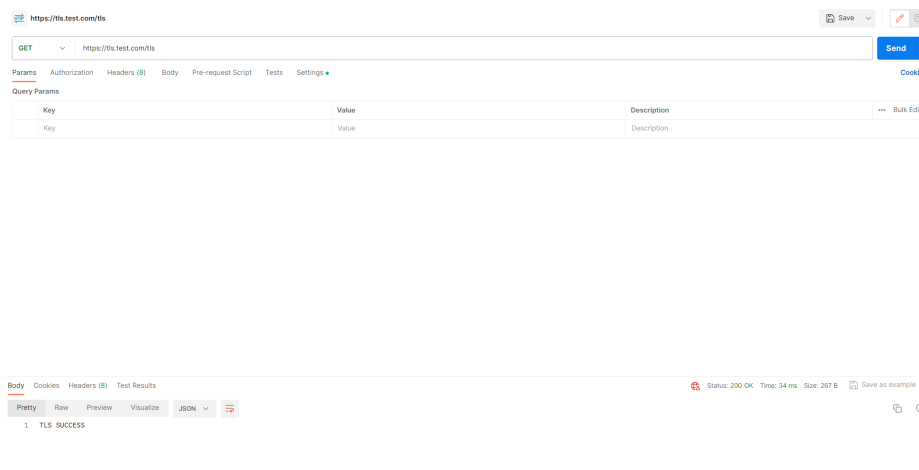 HTTP https://tls.test.com/tls Save
GET https://tls.test.com/tls Send
Params Authorization Headers (8) Body Pre-request Script Tests Settings Cooki
Query Params
Key Value Description Bulk Edi
Key Value Description
Body Cookies Headers (8) Test Results Status: 200 OK Time: 34 ms Size: 267 B Save as example
Pretty Raw Preview Visualize JSON
1 TLS SUCCESS